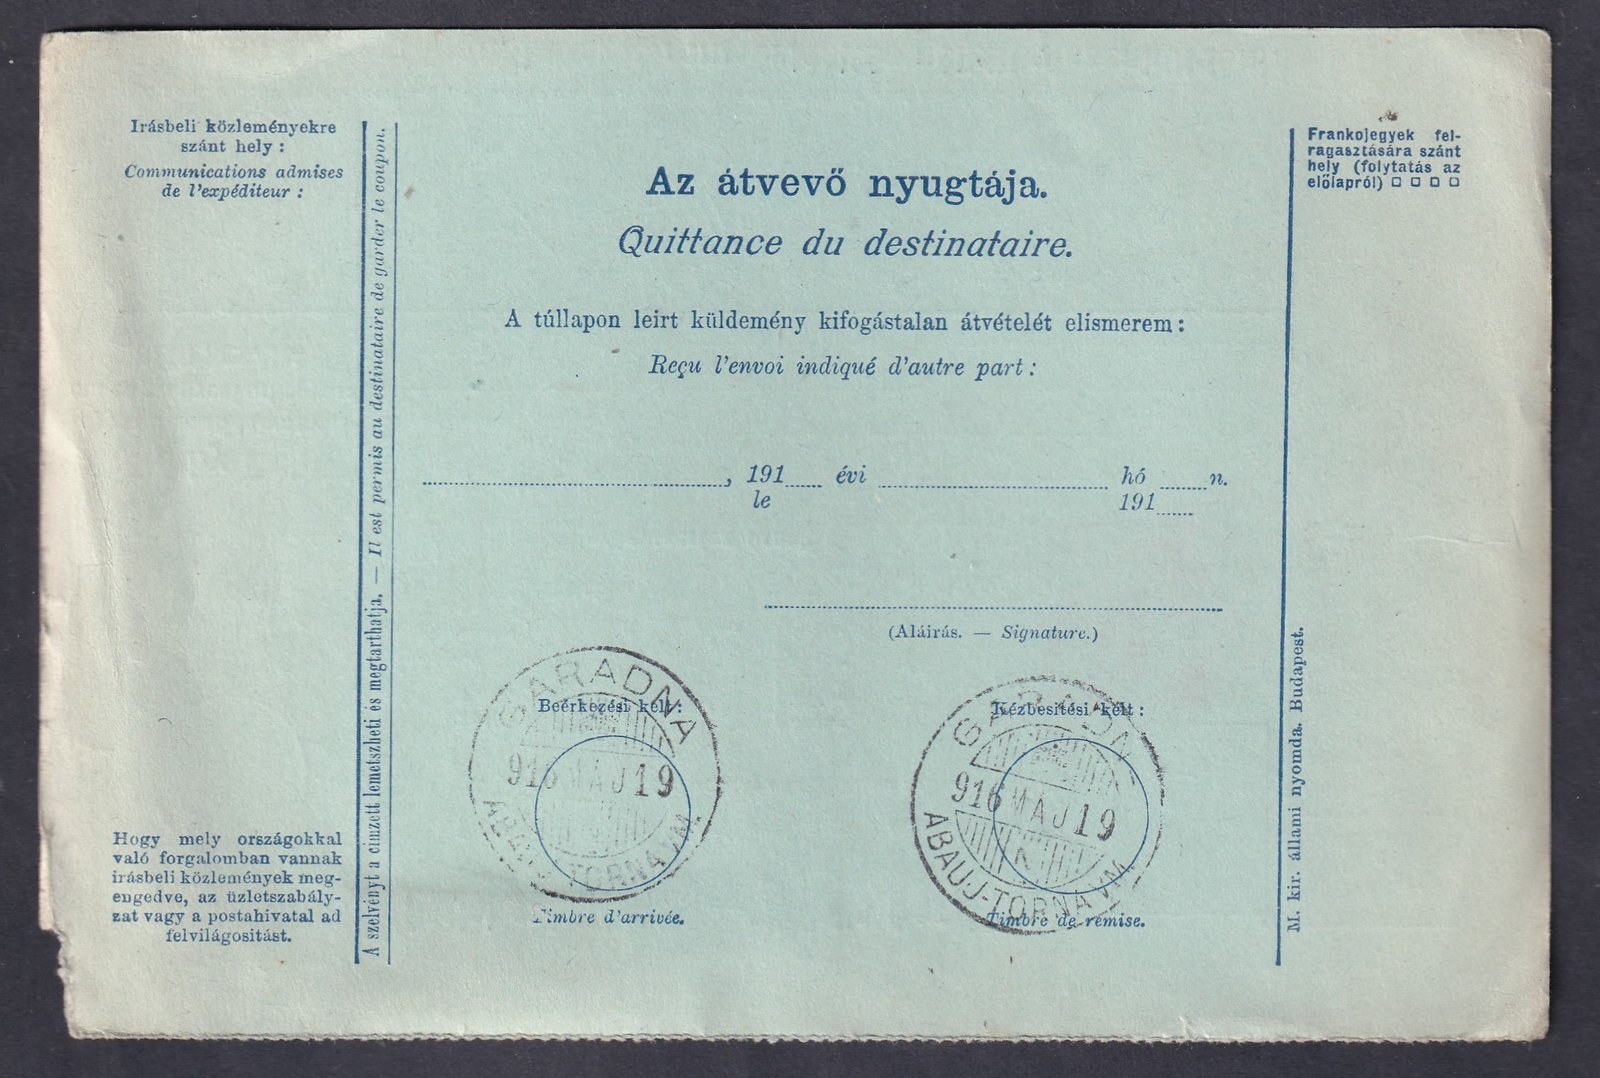 Irásbeli közleményekre
szánt hely :
Communications admises
de l'expéditeur :
Hogy mely országokkal
való forgalomban vannak
irásbeli közlemények meg-
engedve, az üzletszabály-
zat vagy a postahivatal ad
felvilágositást.
A szelvényt a cimzett lemetszheti és megtarthatja. — Il est permis au destinataire de garder le coupon.
Az átvevő nyugtája.
Quittance du destinataire.
A túllapon leirt küldemény kifogástalan átvételét elismerem :
Reçu l'envoi indiqué d'autre part :
, 191 évi hó n.
le 191
(Aláirás. — Signature.)
Beérkezési kelt :
GARADNA
916 MÁJ 19
ABAUJ-TORNA VM.
Timbre d'arrivée.
Kézbesitési kelt :
GARADN
916 MÁJ 19
ABAUJ-TORNA VM
Timbre de remise.
Frankojegyek fel-
ragasztására szánt
hely (folytatás az
előlapról) □ □ □ □
M. kir. állami nyomda. Budapest.